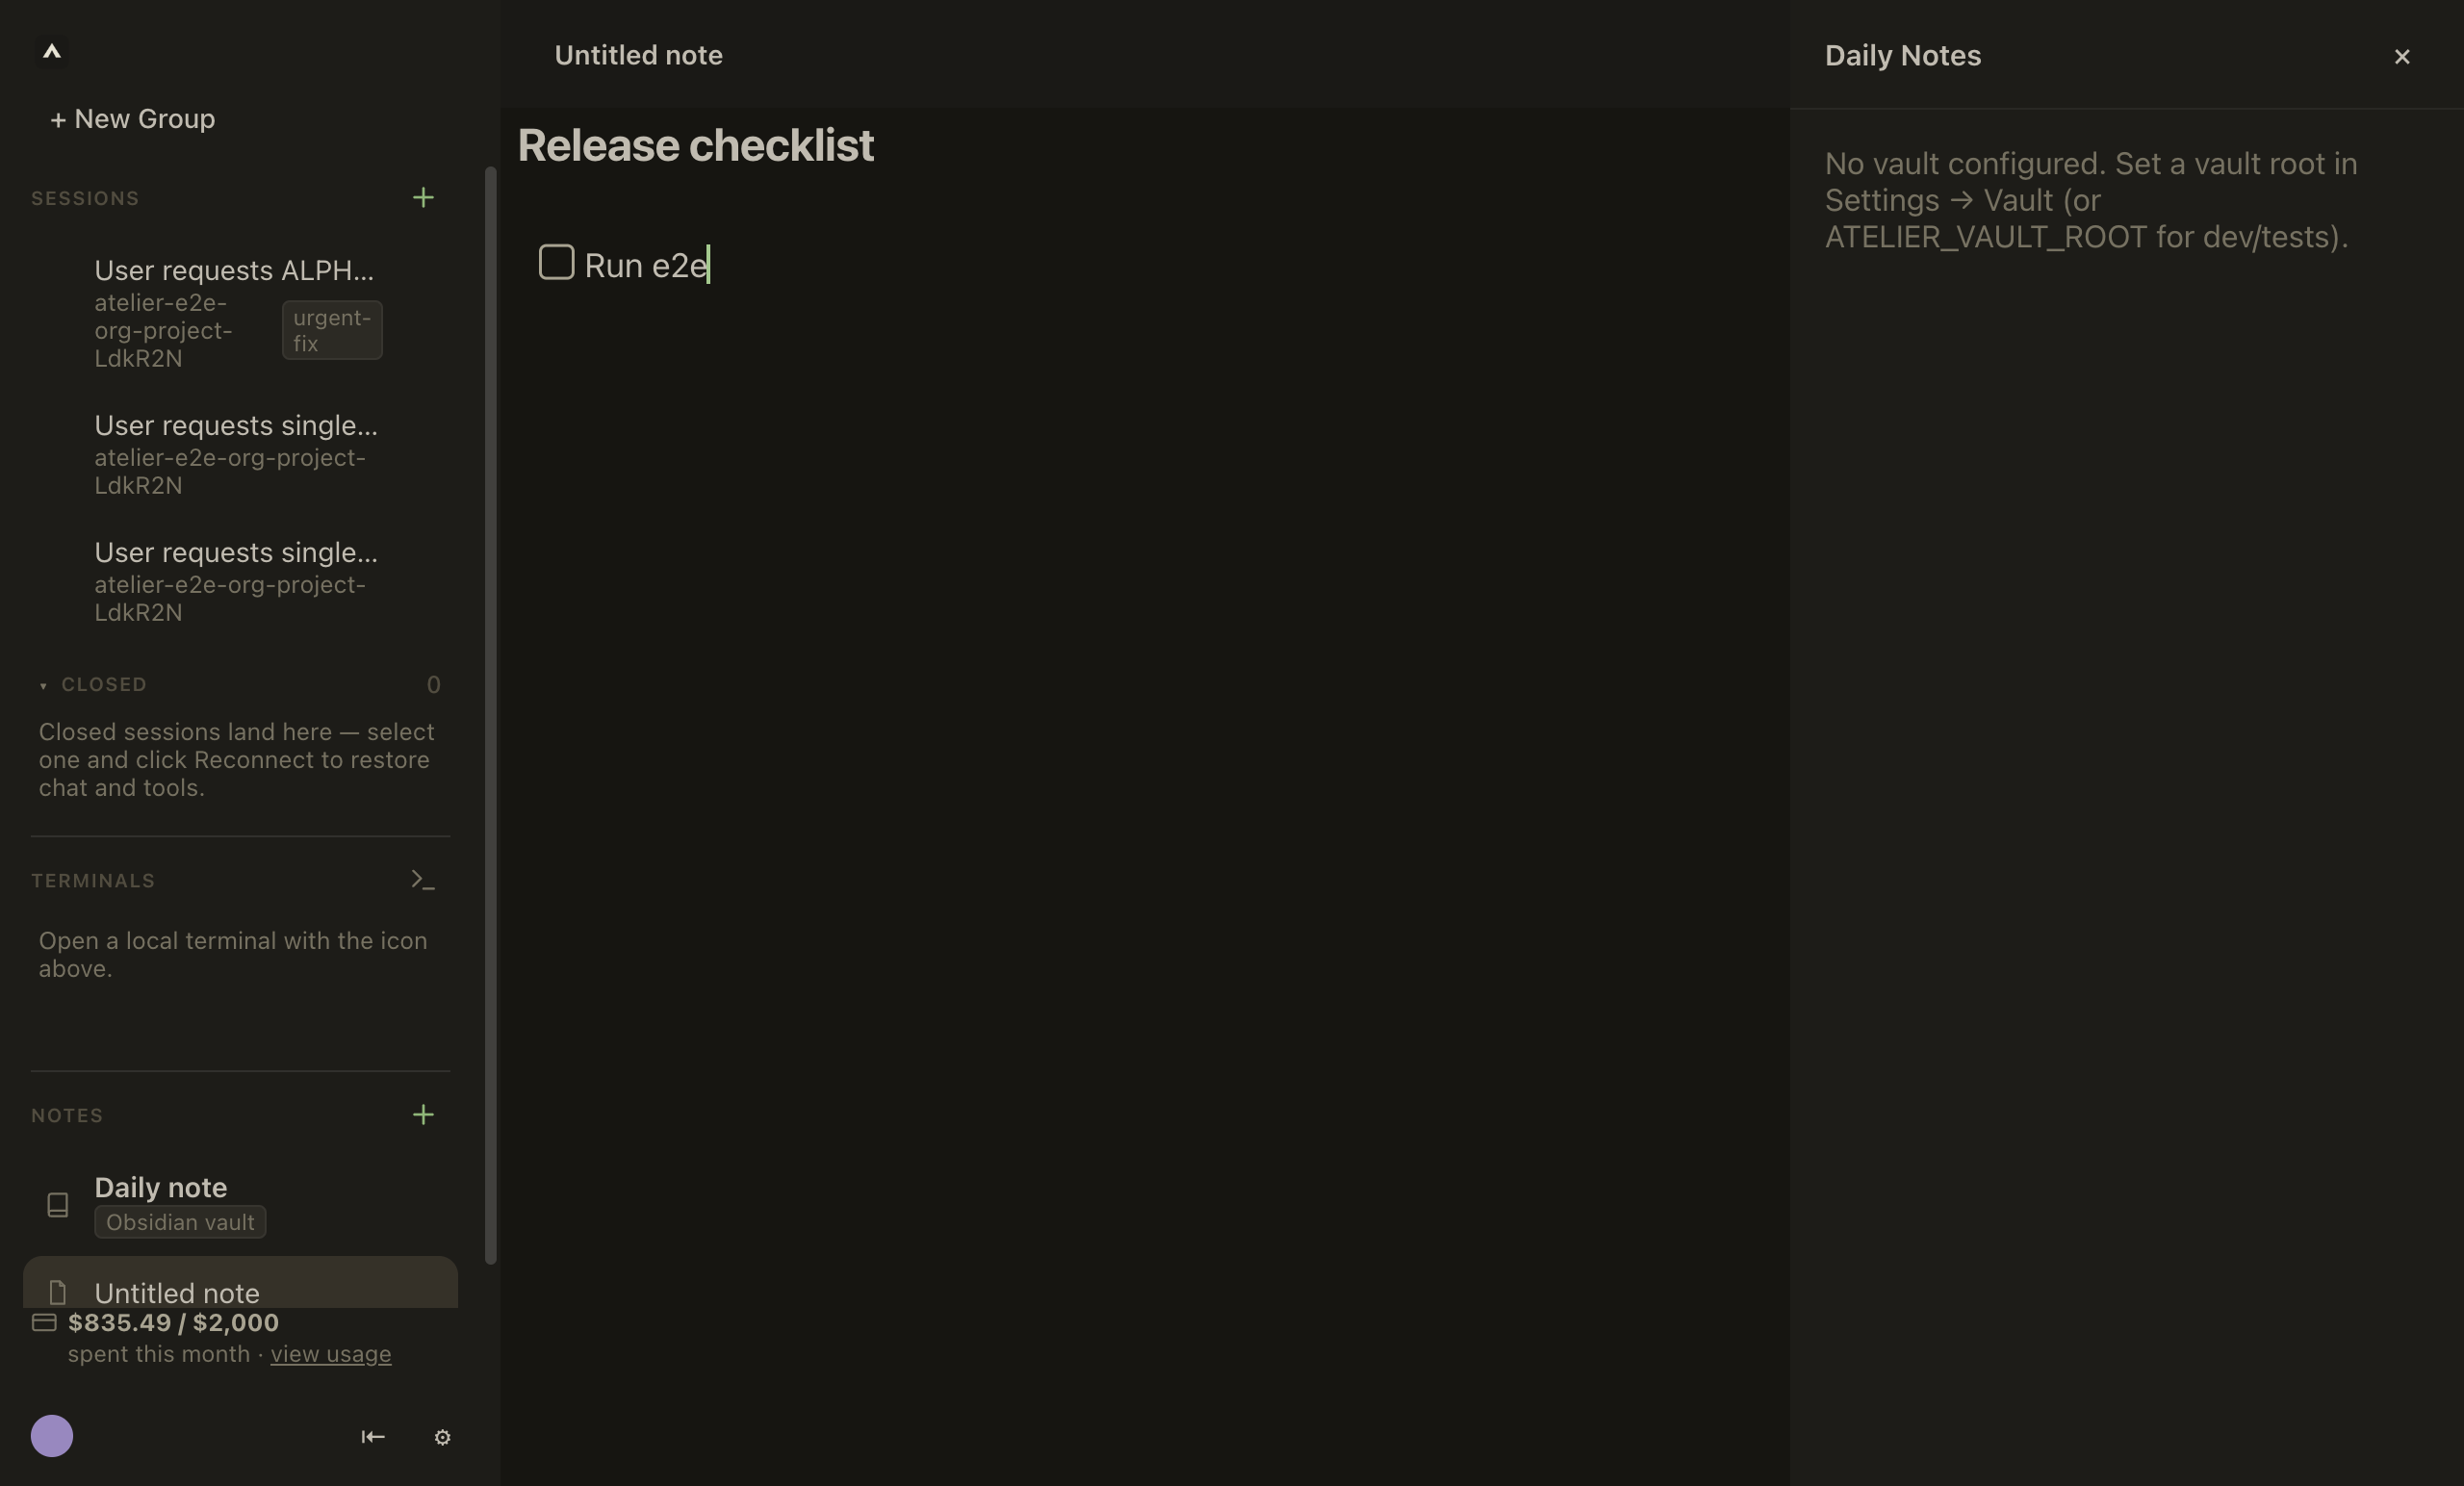 + New Group
SESSIONS
User requests ALPH...
atelier-e2e-
org-project-
LdkR2N
urgent-
fix
User requests single...
atelier-e2e-org-project-
LdkR2N
User requests single...
atelier-e2e-org-project-
LdkR2N
CLOSED 0
Closed sessions land here — select
one and click Reconnect to restore
chat and tools.
TERMINALS
Open a local terminal with the icon
above.
NOTES
Daily note
Obsidian vault
Untitled note
$835.49 / $2,000
spent this month · view usage
Untitled note
Release checklist
Run e2e
Daily Notes
No vault configured. Set a vault root in
Settings → Vault (or
ATELIER_VAULT_ROOT for dev/tests).